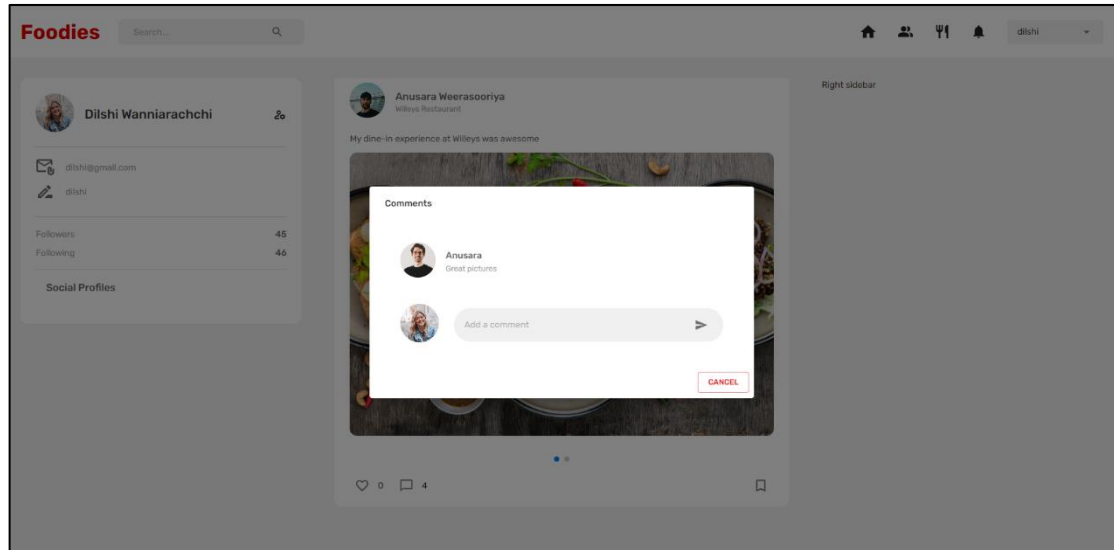 Foodies
Search...
dilshi
Dilshi Wanniarachchi
dilshi@gmail.com
dilshi
Followers 45
Following 46
Social Profiles
Anusara Weerasooriya
Willeys Restaurant
My dine-in experience at Willeys was awesome
Comments
Anusara
Great pictures
Add a comment
CANCEL
0 4
Right sidebar